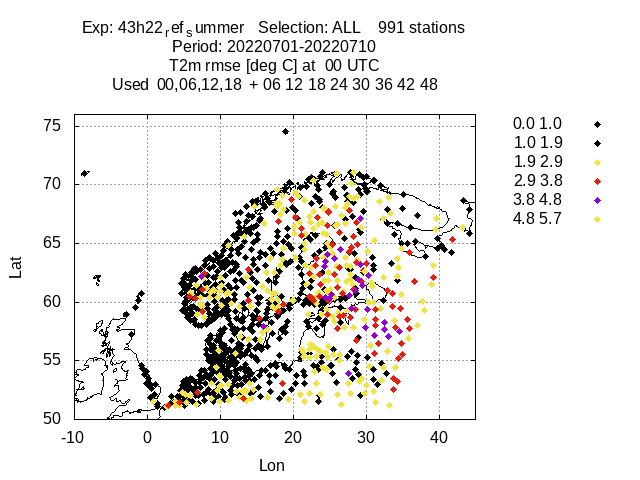 Exp: 43h22refsummer Selection: ALL 991 stations
Period: 20220701-20220710
T2m rmse [deg C] at 00 UTC
Used 00,06,12,18 + 06 12 18 24 30 36 42 48
0.0 1.0
1.0 1.9
1.9 2.9
2.9 3.8
3.8 4.8
4.8 5.7
75
70
65
60
55
50
Lat
-10 0 10 20 30 40
Lon